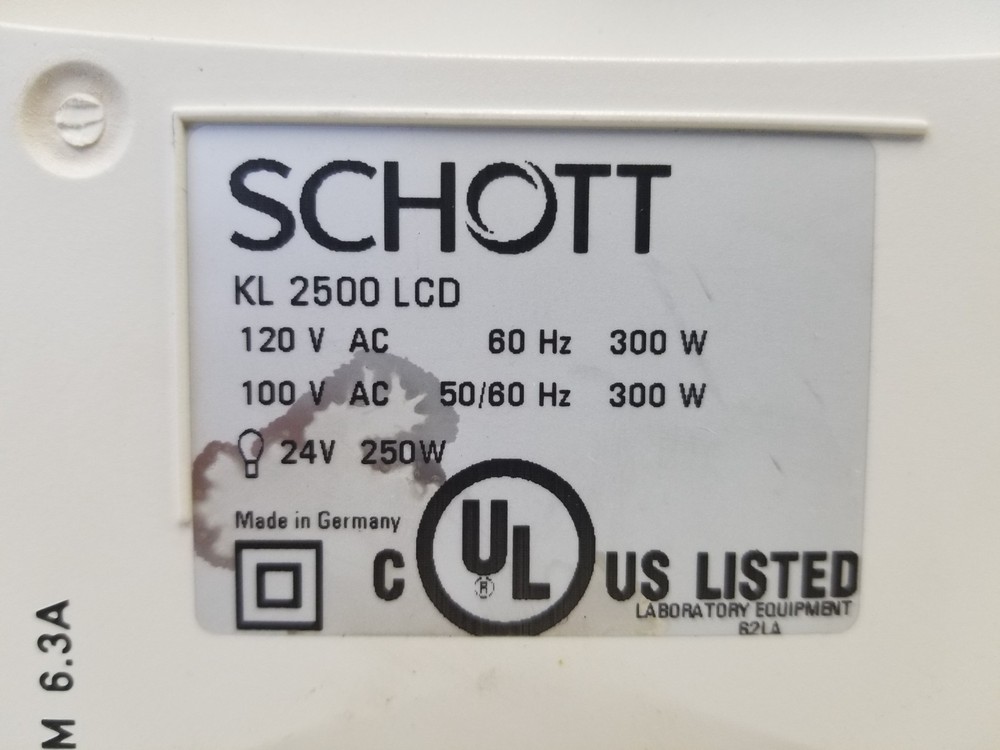 SCHOTT
KL 2500 LCD
120 V AC 60 Hz 300 W
100 V AC 50/60 Hz 300 W
24V 250W
Made in Germany
C UL ® US LISTED
LABORATORY EQUIPMENT
62LA
M 6.3A